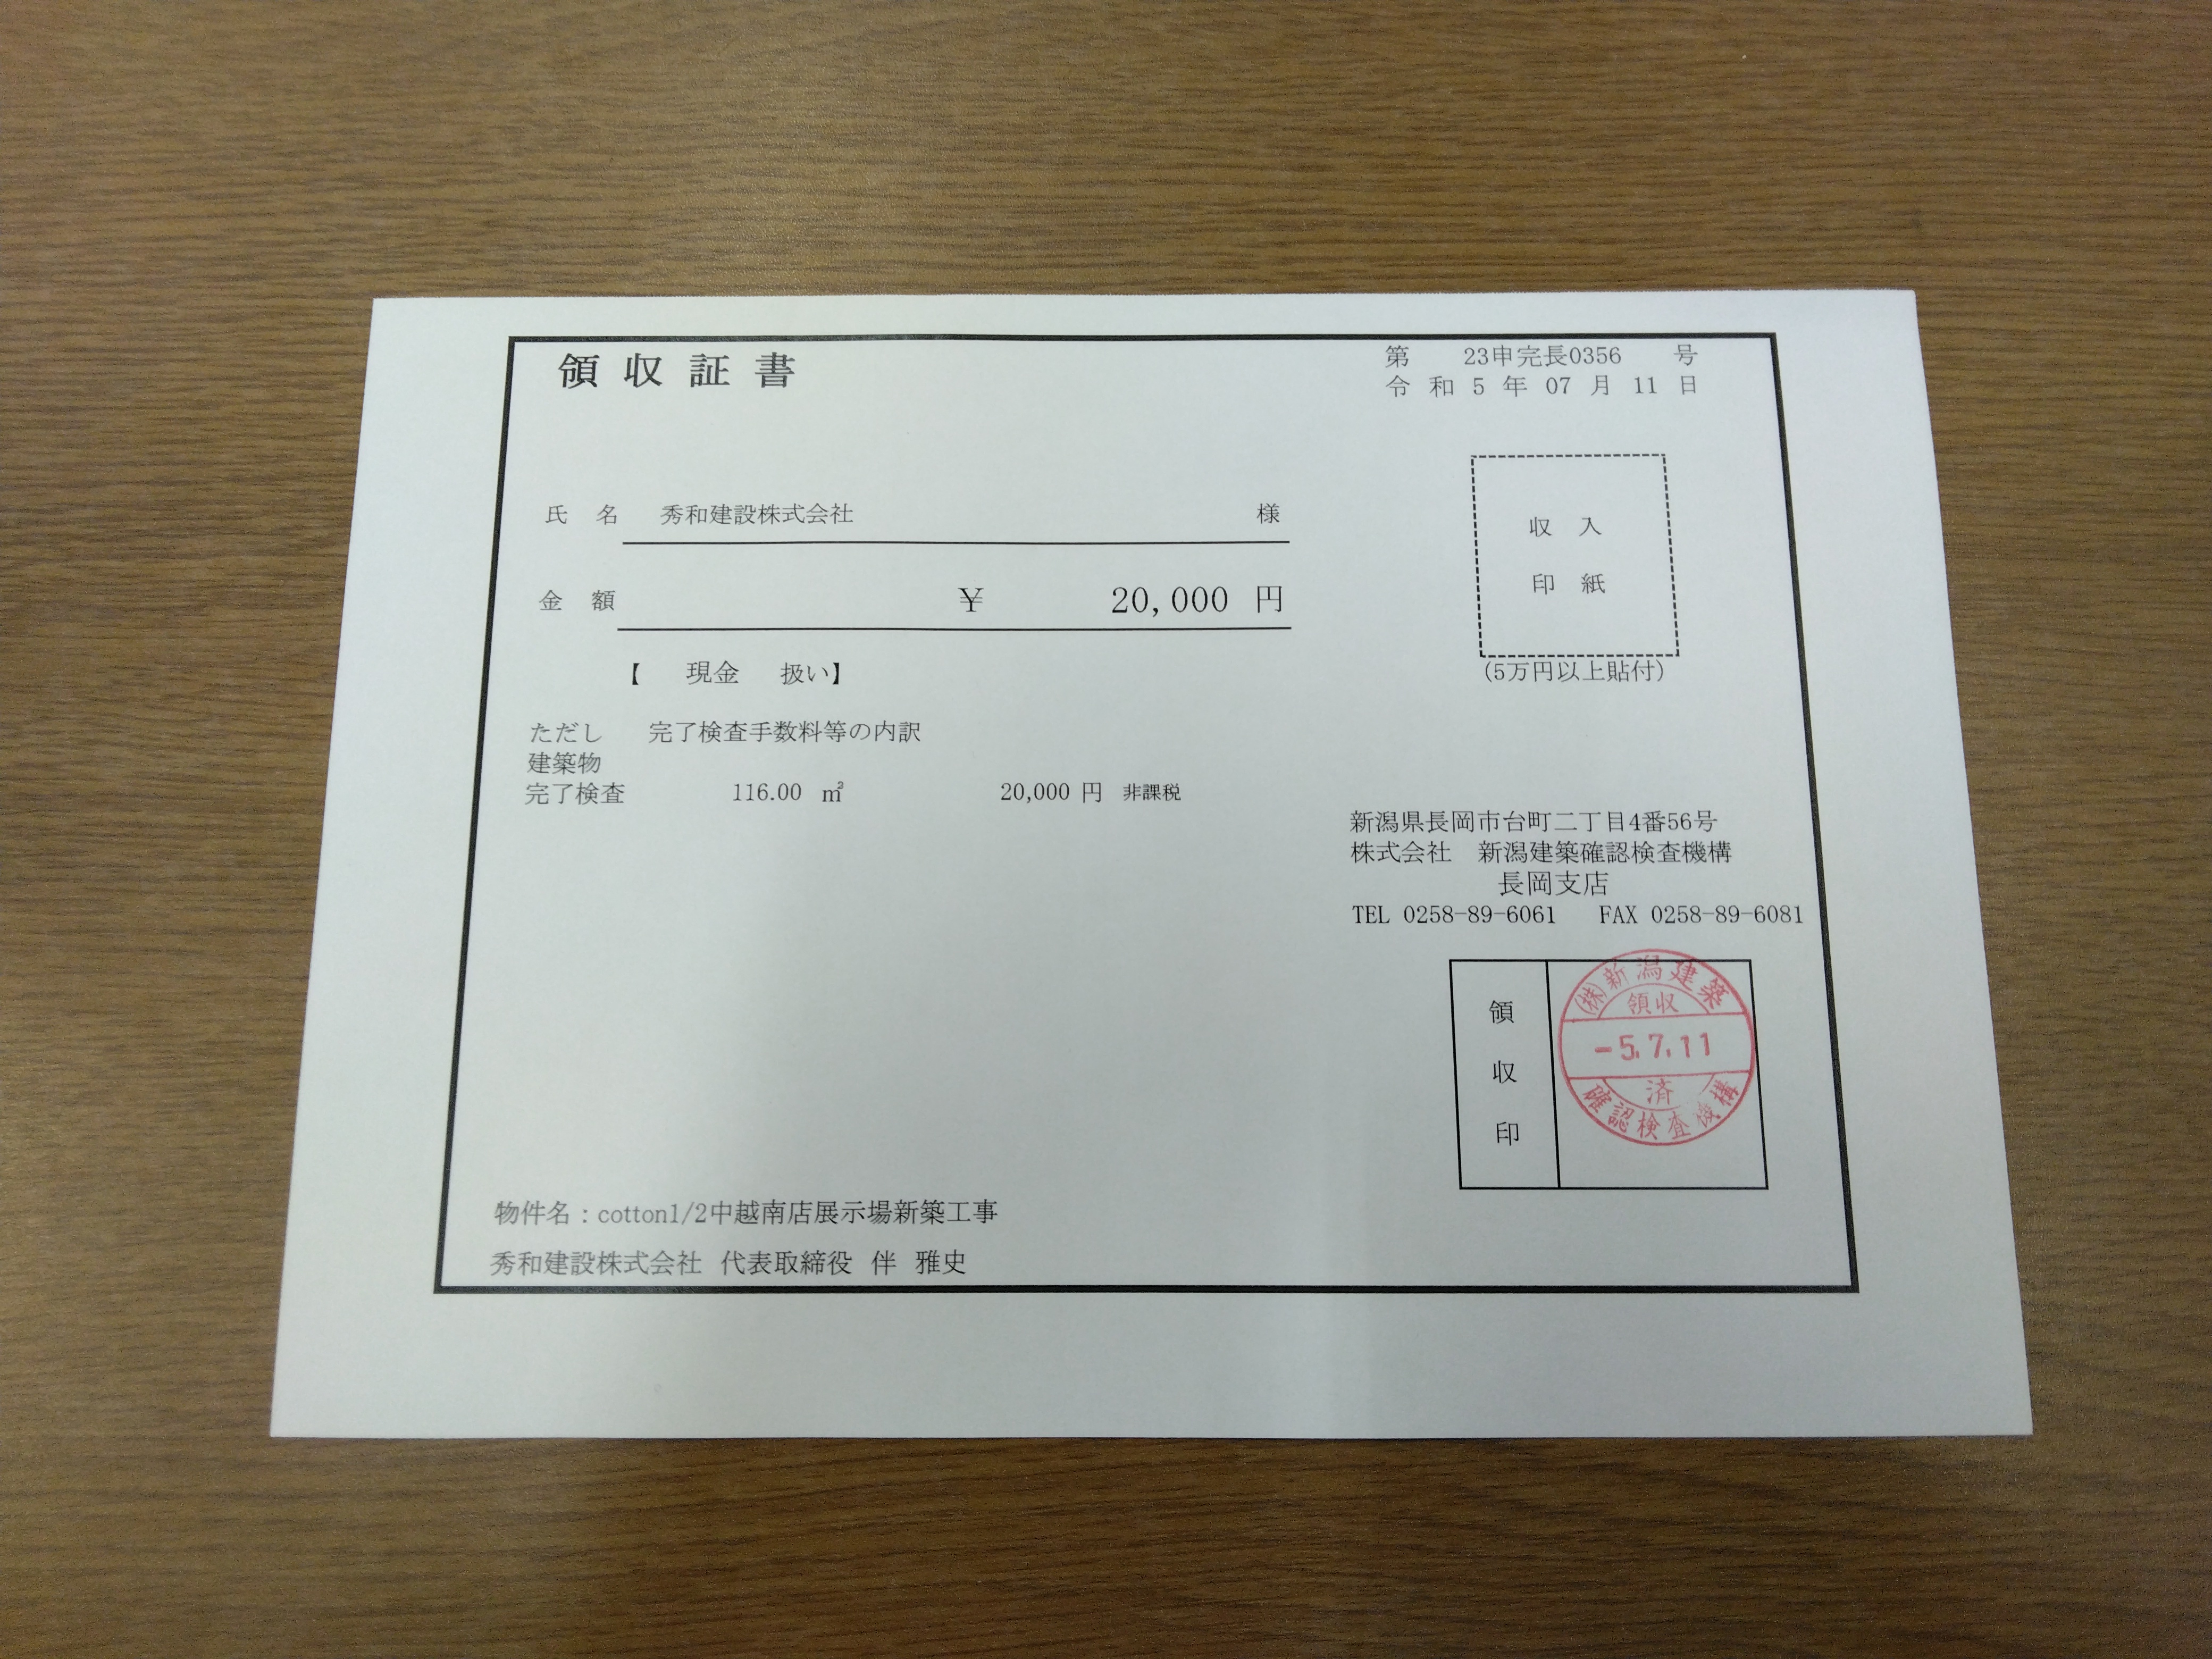 領収証書
第 23申完長0356 号
令和5年07月11日
氏名 秀和建設株式会社 様
金額 ¥ 20,000 円
【 現金 扱い】
収入
印紙
(5万円以上貼付)
ただし 完了検査手数料等の内訳
建築物
完了検査 116.00 ㎡ 20,000 円 非課税
新潟県長岡市台町二丁目4番56号
株式会社 新潟建築確認検査機構
長岡支店
TEL 0258-89-6061 FAX 0258-89-6081
領収印
(株)新潟建築
領収
-5.7.11
済
確認検査機構
物件名:cotton1/2中越南店展示場新築工事
秀和建設株式会社 代表取締役 伴 雅史